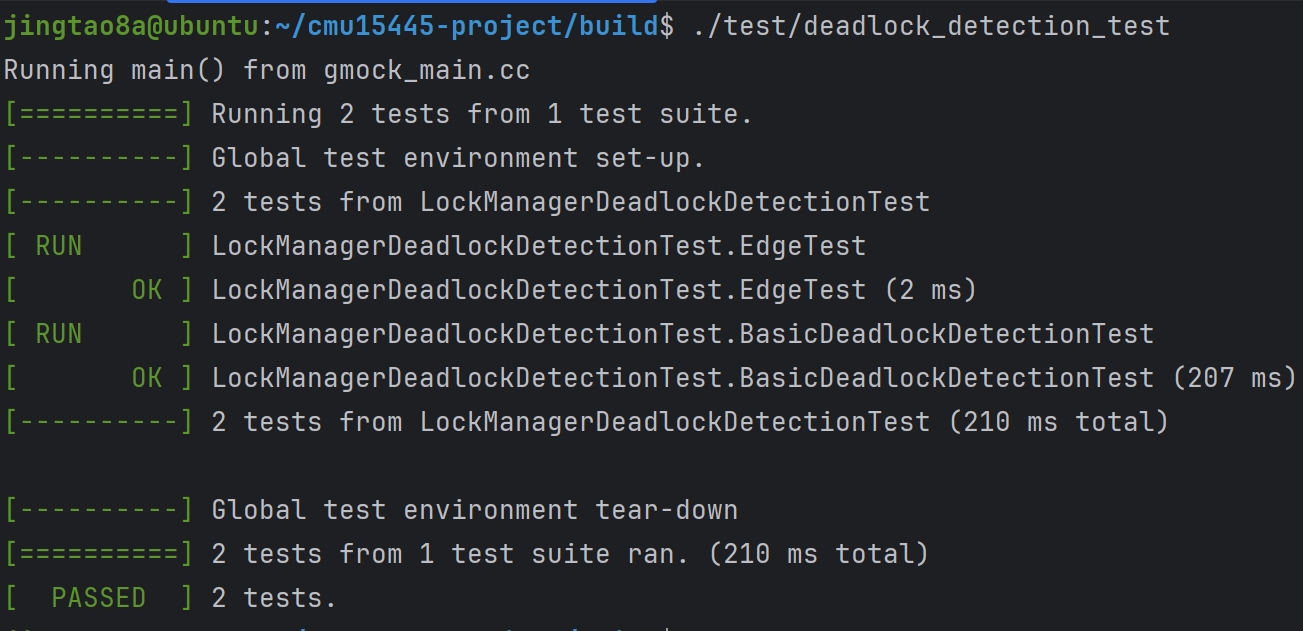 jingtao8a@ubuntu:~/cmu15445-project/build$ ./test/deadlock_detection_test
Running main() from gmock_main.cc
[==========] Running 2 tests from 1 test suite.
[----------] Global test environment set-up.
[----------] 2 tests from LockManagerDeadlockDetectionTest
[ RUN      ] LockManagerDeadlockDetectionTest.EdgeTest
[       OK ] LockManagerDeadlockDetectionTest.EdgeTest (2 ms)
[ RUN      ] LockManagerDeadlockDetectionTest.BasicDeadlockDetectionTest
[       OK ] LockManagerDeadlockDetectionTest.BasicDeadlockDetectionTest (207 ms)
[----------] 2 tests from LockManagerDeadlockDetectionTest (210 ms total)
[----------] Global test environment tear-down
[==========] 2 tests from 1 test suite ran. (210 ms total)
[  PASSED  ] 2 tests.